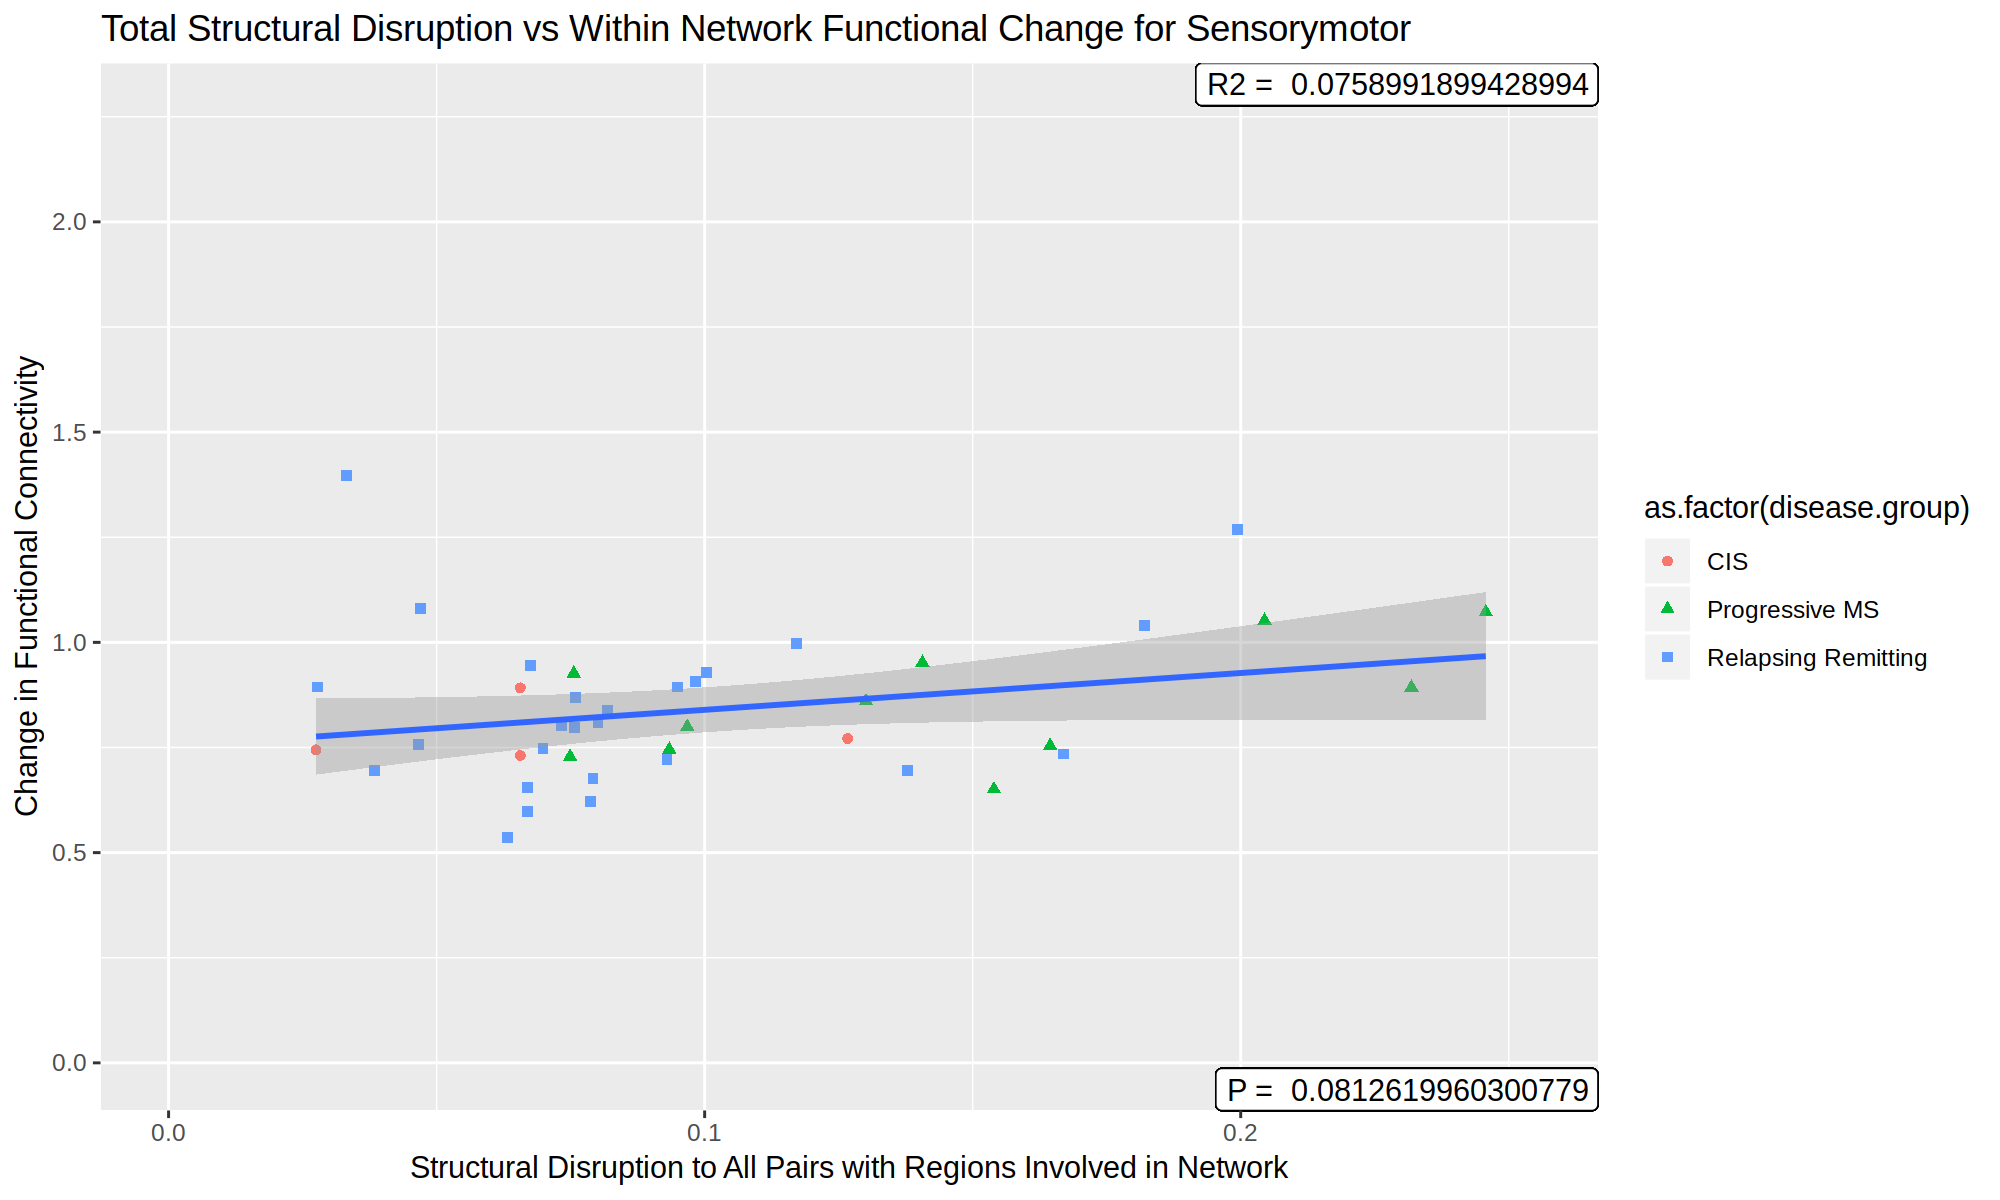 Total Structural Disruption vs Within Network Functional Change for Sensorymotor
R2 =  0.0758991899428994
2.0
1.5
1.0
0.5
0.0
Change in Functional Connectivity
P =  0.0812619960300779
0.0
0.1
0.2
Structural Disruption to All Pairs with Regions Involved in Network
as.factor(disease.group)
CIS
Progressive MS
Relapsing Remitting